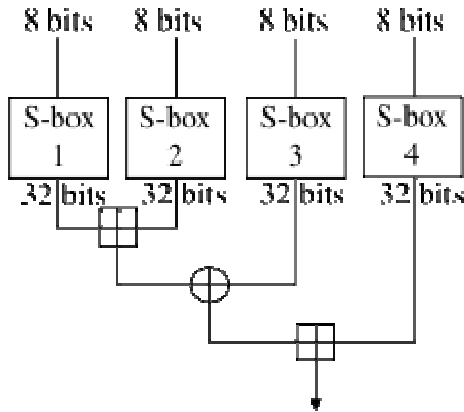 8 bits 8 bits 8 bits 8 bits
S-box S-box S-box S-box
1 2 3 4
32 bits 32 bits 32 bits 32 bits